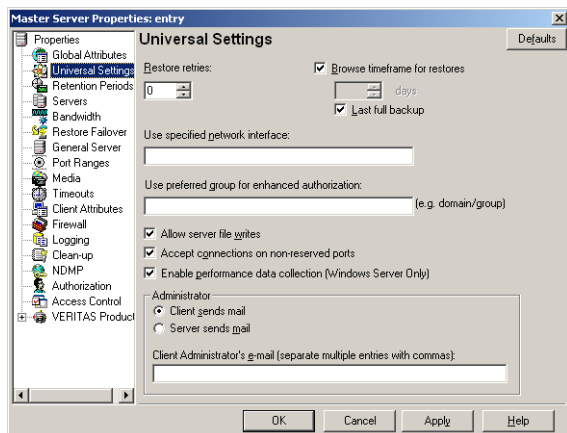 Master Server Properties: entry
Properties
Global Attributes
Universal Settings
Retention Periods
Servers
Bandwidth
Restore Failover
General Server
Port Ranges
Media
Timeouts
Client Attributes
Firewall
Logging
Clean-up
NDMP
Authorization
Access Control
VERITAS Product
Universal Settings
Defaults
Restore retries:
0
Browse timeframe for restores
days
Last full backup
Use specified network interface:
Use preferred group for enhanced authorization:
(e.g. domain/group)
Allow server file writes
Accept connections on non-reserved ports
Enable performance data collection (Windows Server Only)
Administrator
Client sends mail
Server sends mail
Client Administrator's e-mail (separate multiple entries with commas):
OK
Cancel
Apply
Help